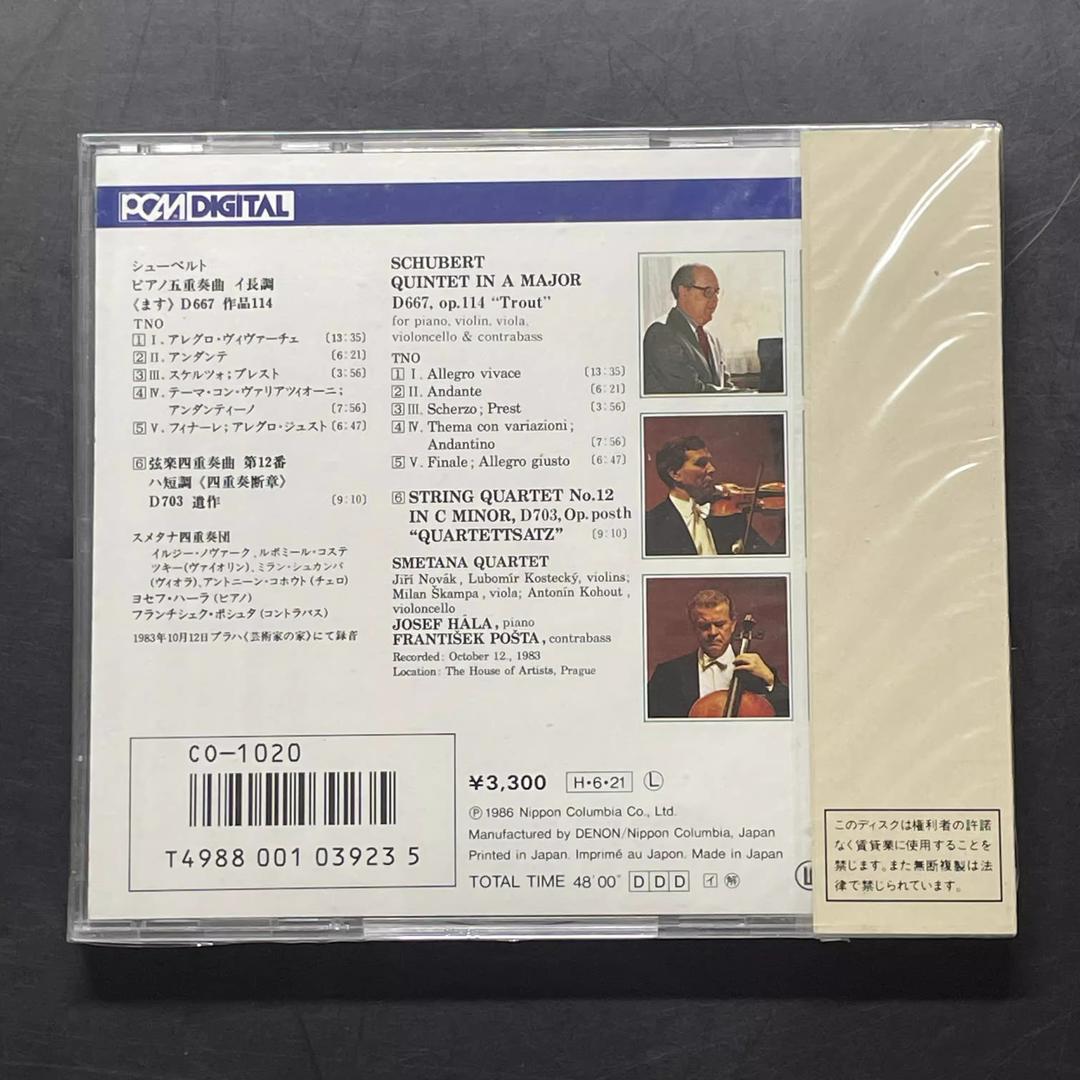 PCM DIGITAL
シューベルト
ピアノ五重奏曲 イ長調
《ます》D667 作品114
TNO
1 I. アレグロ・ヴィヴァーチェ [13:35]
2 II. アンダンテ [6:21]
3 III. スケルツォ;プレスト [3:56]
4 IV. テーマ・コン・ヴァリアツィオーニ;
アンダンティーノ [7:56]
5 V. フィナーレ;アレグロ・ジュスト [6:47]
6 弦楽四重奏曲 第12番
ハ短調《四重奏断章》
D703 遺作 [9:10]
スメタナ四重奏団
イルジー・ノヴァーク、ルボミール・コステ
ツキー(ヴァイオリン)、ミラン・シュカンパ
(ヴィオラ)、アントニーン・コホウト(チェロ)
ヨセフ・ハーラ(ピアノ)
フランチシェク・ポシュタ(コントラバス)
1983年10月12日プラハ《芸術家の家》にて録音
SCHUBERT
QUINTET IN A MAJOR
D667, op.114 “Trout”
for piano, violin, viola,
violoncello & contrabass
TNO
1 I. Allegro vivace [13:35]
2 II. Andante [6:21]
3 III. Scherzo; Prest [3:56]
4 IV. Thema con variazioni;
Andantino [7:56]
5 V. Finale; Allegro giusto [6:47]
6 STRING QUARTET No.12
IN C MINOR, D703, Op. posth
“QUARTETTSATZ” [9:10]
SMETANA QUARTET
Jiří Novák, Lubomír Kostecký, violins;
Milan Škampa, viola; Antonín Kohout,
violoncello
JOSEF HÁLA, piano
FRANTIŠEK POŠTA, contrabass
Recorded: October 12., 1983
Location: The House of Artists, Prague
CO-1020
T4988 001 03923 5
¥3,300 H・6・21 Ⓛ
Ⓟ 1986 Nippon Columbia Co., Ltd.
Manufactured by DENON/Nippon Columbia, Japan
Printed in Japan. Imprimé au Japon. Made in Japan
TOTAL TIME 48′00″ D D D イ 解
このディスクは権利者の許諾
なく賃貸業に使用することを
禁じます。また無断複製は法
律で禁じられています。